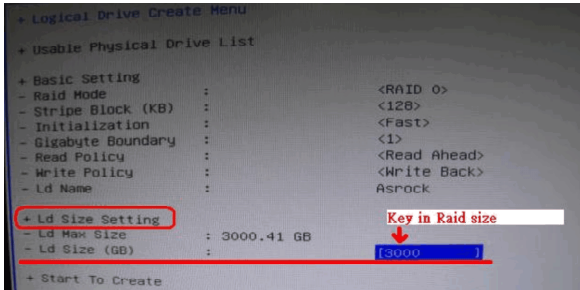 + Logical Drive Create Menu
+ Usable Physical Drive List
+ Basic Setting
- Raid Mode : <RAID 0>
- Stripe Block (KB) : <128>
- Initialization : <Fast>
- Gigabyte Boundary : <1>
- Read Policy : <Read Ahead>
- Write Policy : <Write Back>
- Ld Name : Asrock
+ Ld Size Setting Key in Raid size
- Ld Max Size : 3000.41 GB
- Ld Size (GB) : [3000 ]
+ Start To Create